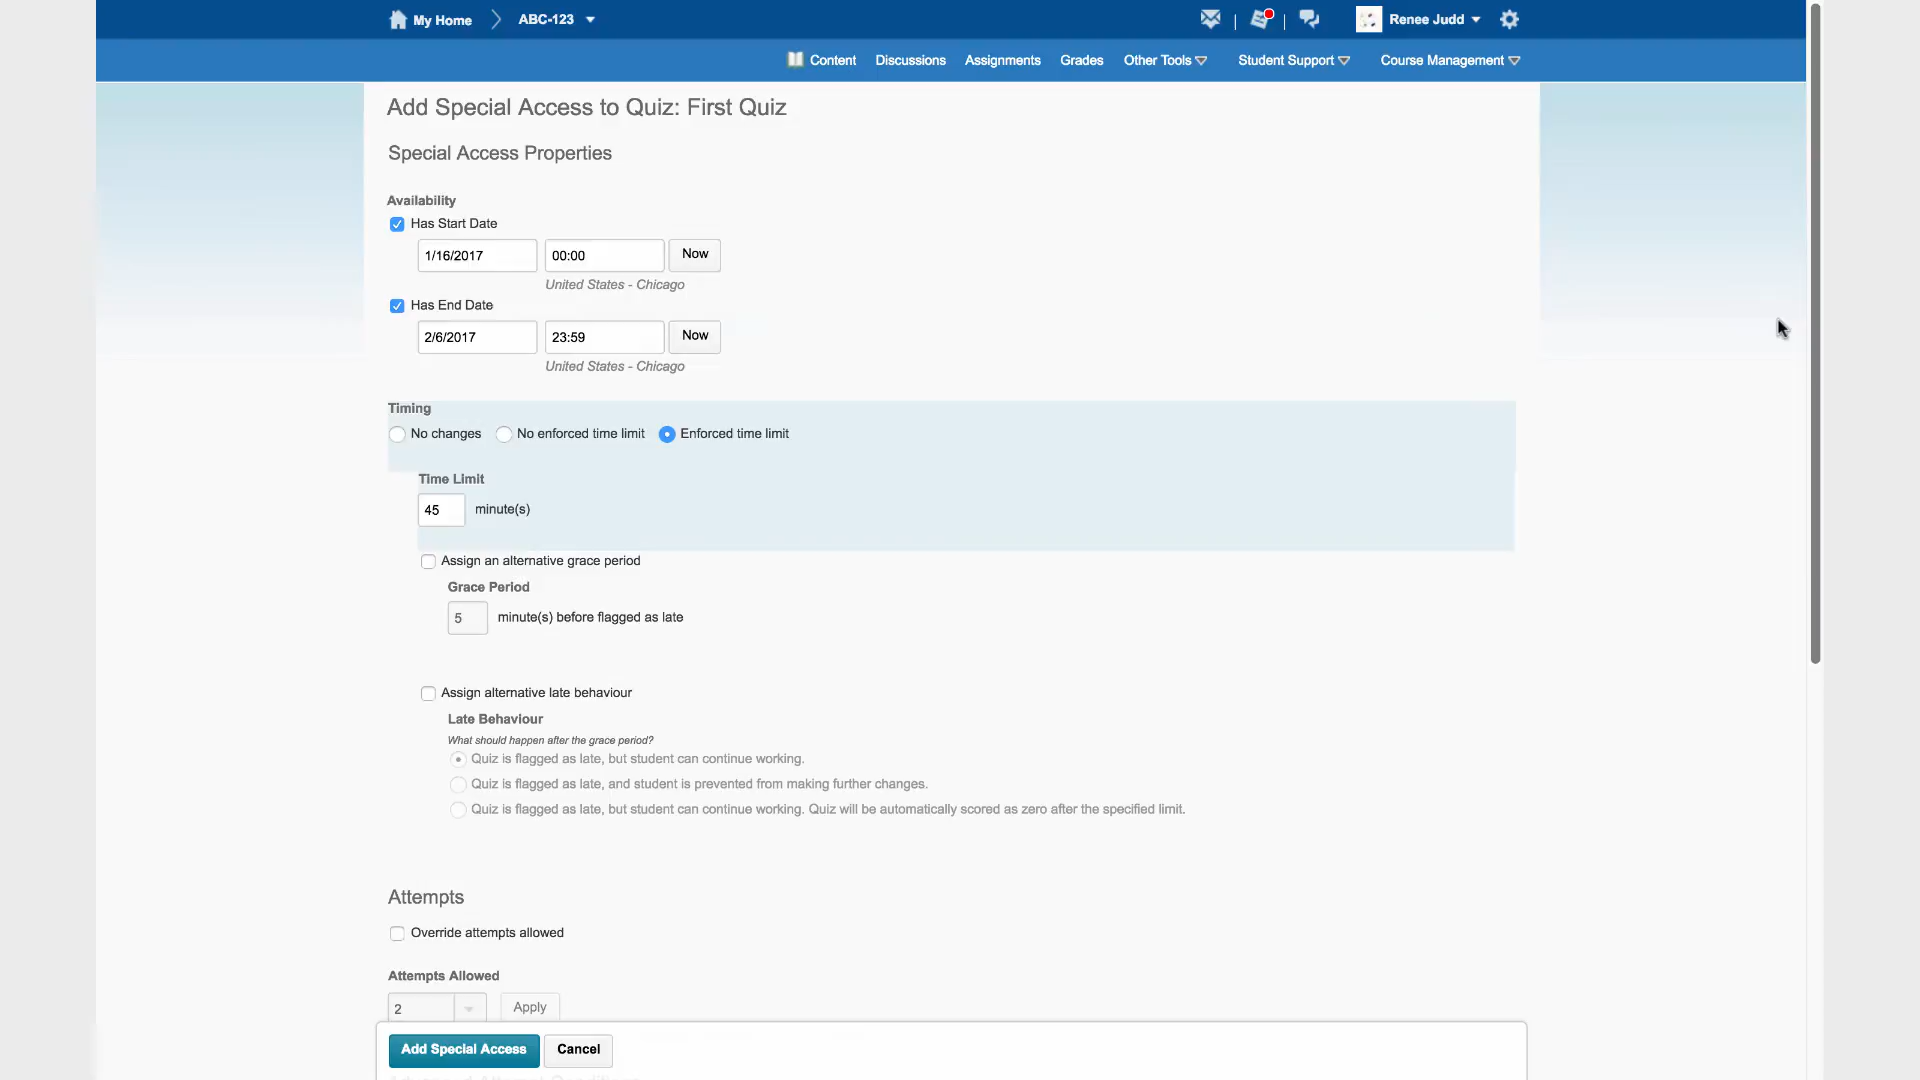 My Home ABC-123 Renee Judd
Content Discussions Assignments Grades Other Tools Student Support Course Management
Add Special Access to Quiz: First Quiz
Special Access Properties
Availability
Has Start Date
1/16/2017 00:00 Now
United States - Chicago
Has End Date
2/6/2017 23:59 Now
United States - Chicago
Timing
No changes No enforced time limit Enforced time limit
Time Limit
45 minute(s)
Assign an alternative grace period
Grace Period
5 minute(s) before flagged as late
Assign alternative late behaviour
Late Behaviour
What should happen after the grace period?
Quiz is flagged as late, but student can continue working.
Quiz is flagged as late, and student is prevented from making further changes.
Quiz is flagged as late, but student can continue working. Quiz will be automatically scored as zero after the specified limit.
Attempts
Override attempts allowed
Attempts Allowed
2 Apply
Add Special Access Cancel